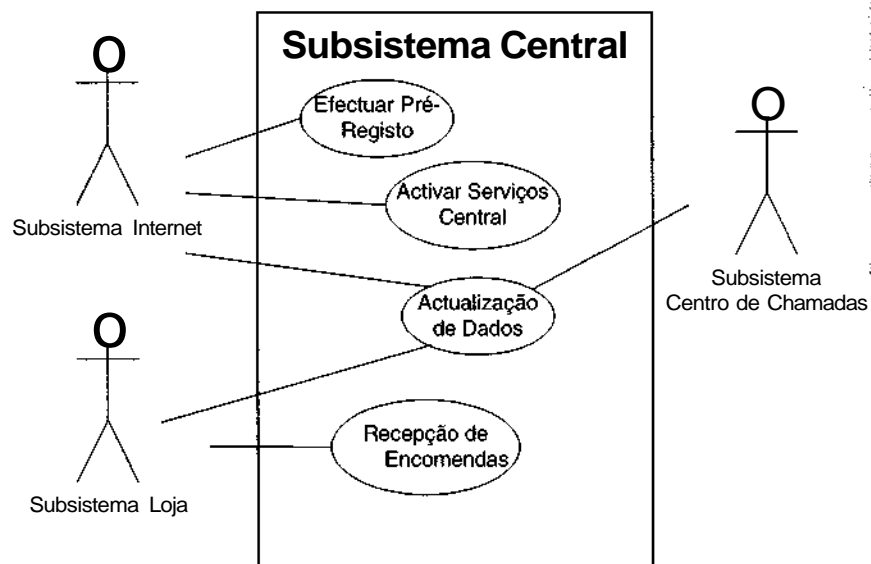 Subsistema Central
Efectuar Pré-
Registo
Activar Serviços
Central
Subsistema Internet
Actualização
de Dados
Subsistema
Centro de Chamadas
Recepção de
Encomendas
Subsistema Loja